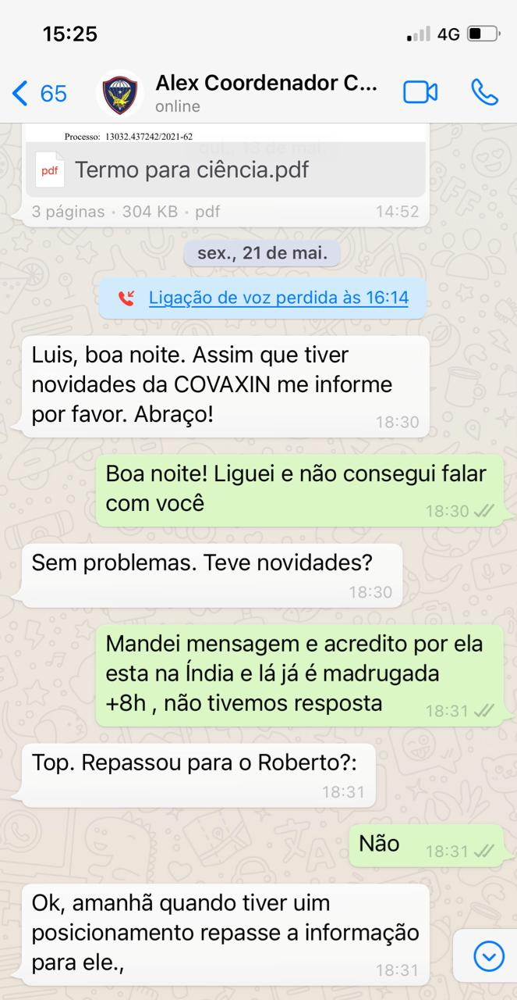 15:25
4G
65
Alex Coordenador C...
online
Processo: 13032.437242/2021-62
qui., 13 de mai.
pdf
Termo para ciência.pdf
3 páginas • 304 KB • pdf
14:52
sex., 21 de mai.
Ligação de voz perdida às 16:14
Luis, boa noite. Assim que tiver
novidades da COVAXIN me informe
por favor. Abraço!
18:30
Boa noite! Liguei e não consegui falar
com você
18:30
Sem problemas. Teve novidades?
18:30
Mandei mensagem e acredito por ela
esta na Índia e lá já é madrugada
+8h , não tivemos resposta
18:31
Top. Repassou para o Roberto?:
18:31
Não
18:31
Ok, amanhã quando tiver uim
posicionamento repasse a informação
para ele.,
18:31